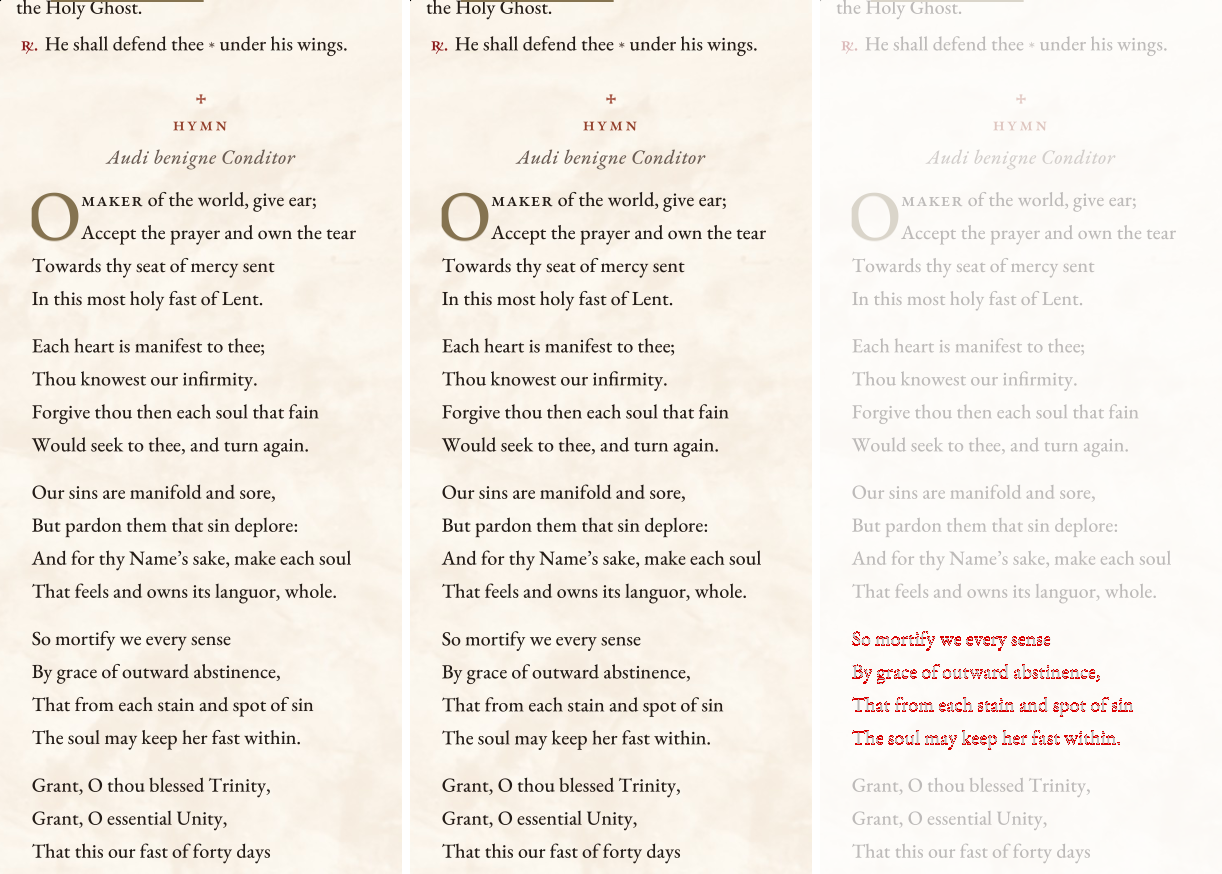 the Holy Ghost.
℟. He shall defend thee * under his wings.
✠
HYMN
Audi benigne Conditor
O MAKER of the world, give ear;
Accept the prayer and own the tear
Towards thy seat of mercy sent
In this most holy fast of Lent.
Each heart is manifest to thee;
Thou knowest our infirmity.
Forgive thou then each soul that fain
Would seek to thee, and turn again.
Our sins are manifold and sore,
But pardon them that sin deplore:
And for thy Name’s sake, make each soul
That feels and owns its languor, whole.
So mortify we every sense
By grace of outward abstinence,
That from each stain and spot of sin
The soul may keep her fast within.
Grant, O thou blessed Trinity,
Grant, O essential Unity,
That this our fast of forty days
the Holy Ghost.
℟. He shall defend thee * under his wings.
✠
HYMN
Audi benigne Conditor
O MAKER of the world, give ear;
Accept the prayer and own the tear
Towards thy seat of mercy sent
In this most holy fast of Lent.
Each heart is manifest to thee;
Thou knowest our infirmity.
Forgive thou then each soul that fain
Would seek to thee, and turn again.
Our sins are manifold and sore,
But pardon them that sin deplore:
And for thy Name’s sake, make each soul
That feels and owns its languor, whole.
So mortify we every sense
By grace of outward abstinence,
That from each stain and spot of sin
The soul may keep her fast within.
Grant, O thou blessed Trinity,
Grant, O essential Unity,
That this our fast of forty days
the Holy Ghost.
℟. He shall defend thee * under his wings.
✠
HYMN
Audi benigne Conditor
O MAKER of the world, give ear;
Accept the prayer and own the tear
Towards thy seat of mercy sent
In this most holy fast of Lent.
Each heart is manifest to thee;
Thou knowest our infirmity.
Forgive thou then each soul that fain
Would seek to thee, and turn again.
Our sins are manifold and sore,
But pardon them that sin deplore:
And for thy Name’s sake, make each soul
That feels and owns its languor, whole.
So mortify we every sense
By grace of outward abstinence,
That from each stain and spot of sin
The soul may keep her fast within.
Grant, O thou blessed Trinity,
Grant, O essential Unity,
That this our fast of forty days